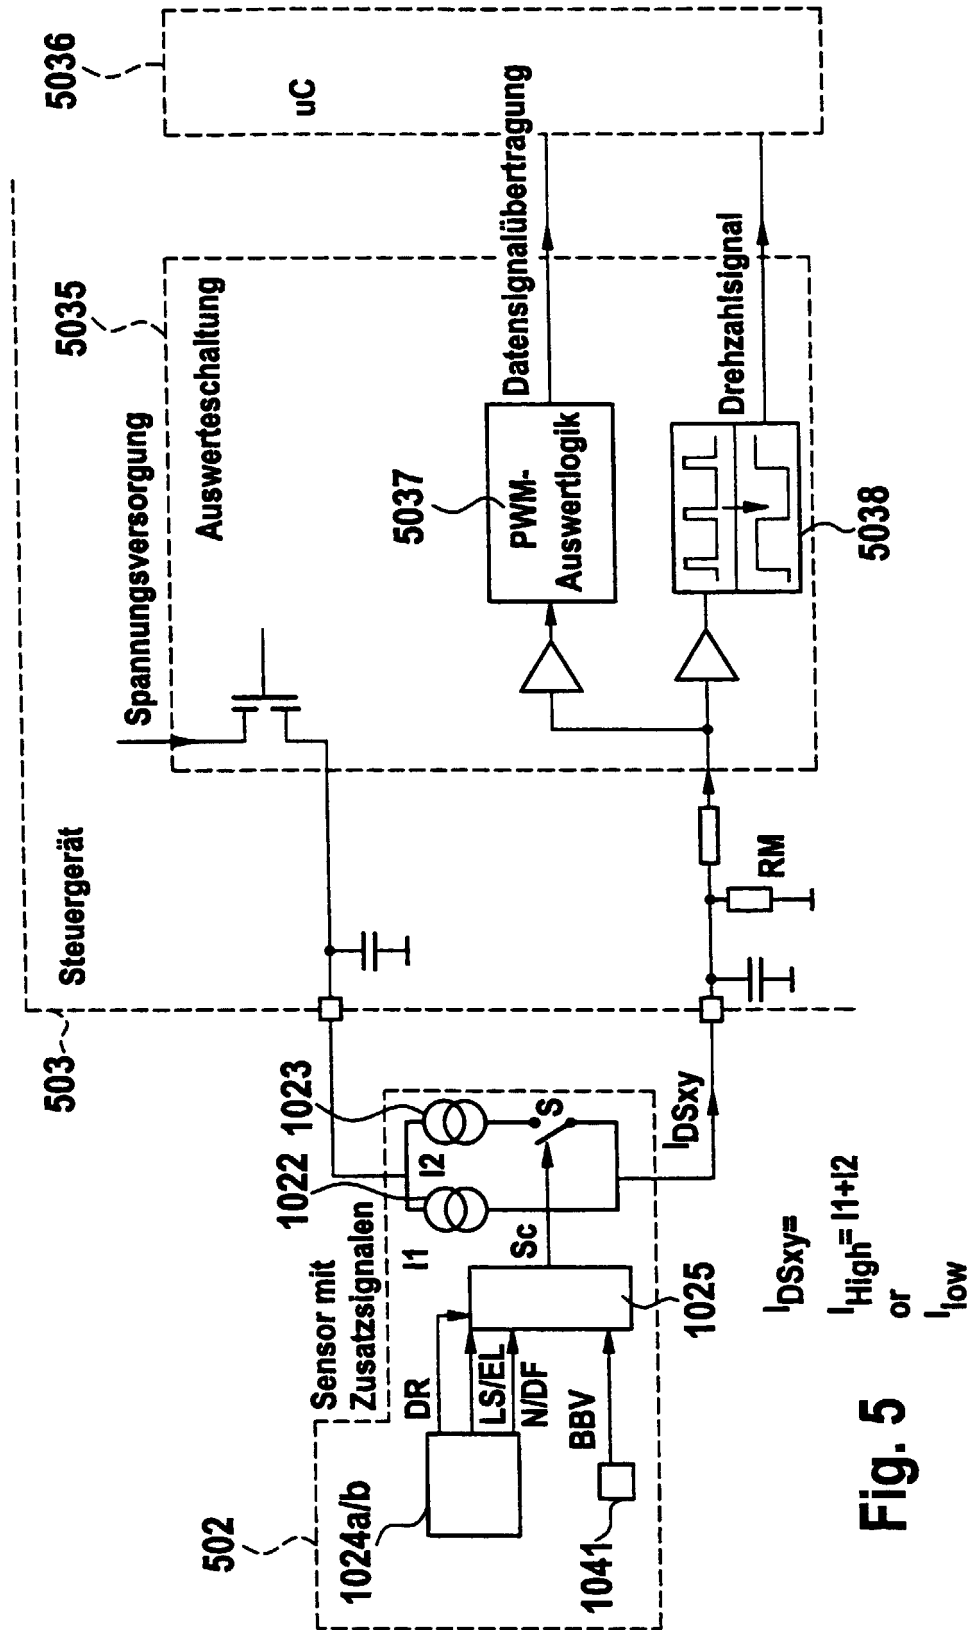 503
Steuergerät
Spannungsversorgung
5035
5036
Auswerteschaltung
uC
502
Sensor mit
Zusatzsignalen
1022
1023
I1
I2
S
Sc
1024a/b
DR
LS/EL
N/DF
BBV
1041
1025
IDSxy
RM
5037
PWM-
Auswertlogik
Datensignalübertragung
Drehzahlsignal
5038
IDSxy=
IHigh= I1+I2
or
Ilow
Fig. 5